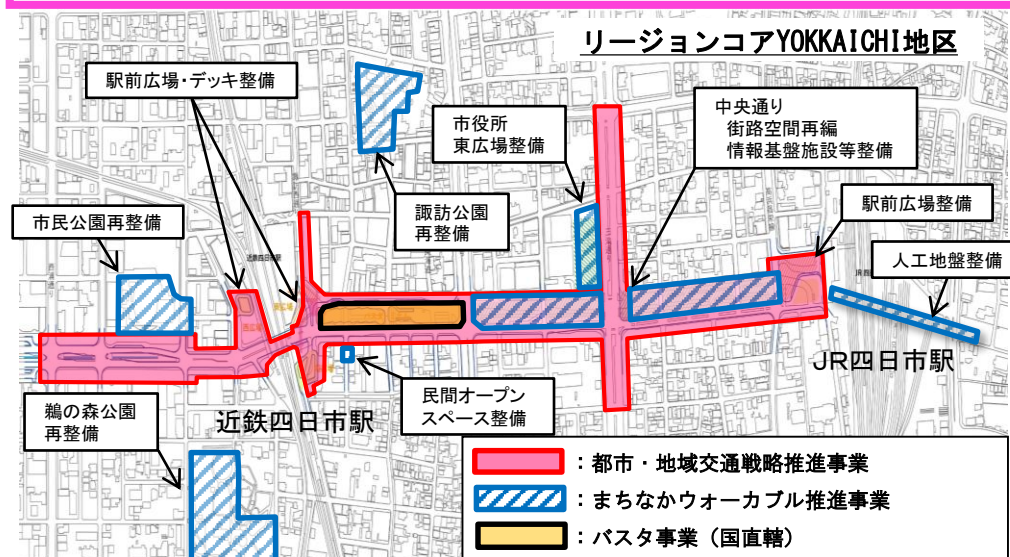 リージョンコアYOKKAICHI地区
駅前広場・デッキ整備
市役所
東広場整備
中央通り
街路空間再編
情報基盤施設等整備
諏訪公園
再整備
駅前広場整備
市民公園再整備
人工地盤整備
JR四日市駅
民間オープン
スペース整備
鵜の森公園
再整備
近鉄四日市駅
：都市・地域交通戦略推進事業
：まちなかウォーカブル推進事業
：バスタ事業（国直轄）